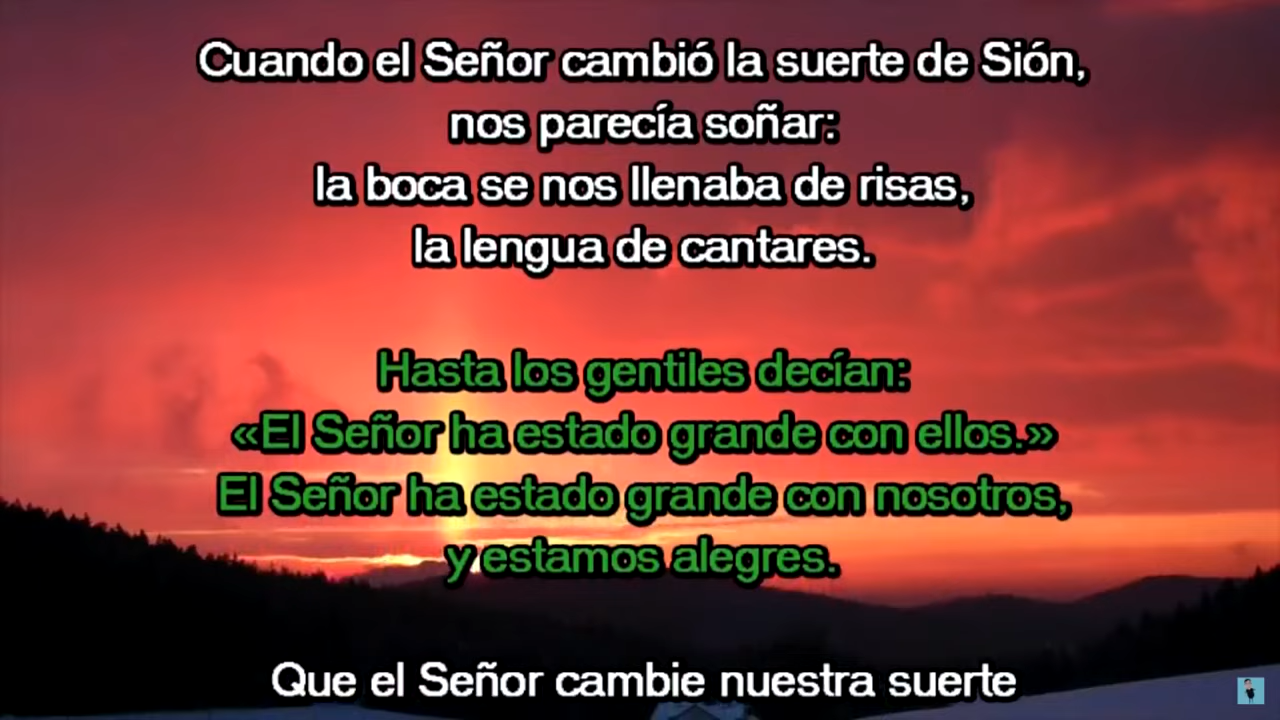 Cuando el Señor cambió la suerte de Sión,
nos parecía soñar:
la boca se nos llenaba de risas,
la lengua de cantares.
Hasta los gentiles decían:
«El Señor ha estado grande con ellos.»
El Señor ha estado grande con nosotros,
y estamos alegres.
Que el Señor cambie nuestra suerte